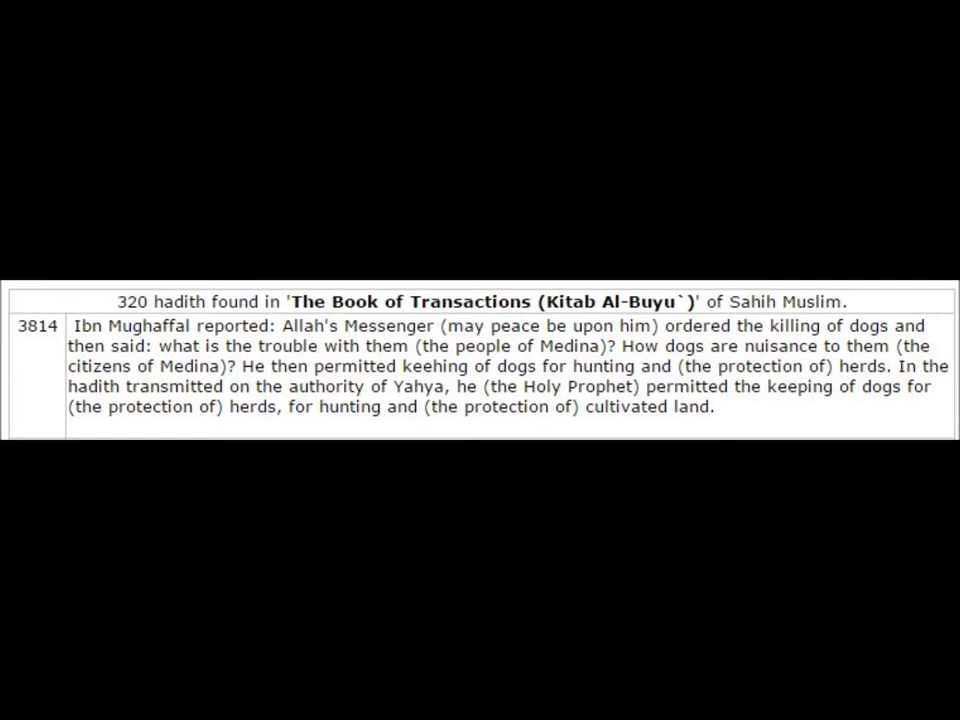 320 hadith found in 'The Book of Transactions (Kitab Al-Buyu`)' of Sahih Muslim.
3814 Ibn Mughaffal reported: Allah's Messenger (may peace be upon him) ordered the killing of dogs and
then said: what is the trouble with them (the people of Medina)? How dogs are nuisance to them (the
citizens of Medina)? He then permitted keehing of dogs for hunting and (the protection of) herds. In the
hadith transmitted on the authority of Yahya, he (the Holy Prophet) permitted the keeping of dogs for
(the protection of) herds, for hunting and (the protection of) cultivated land.